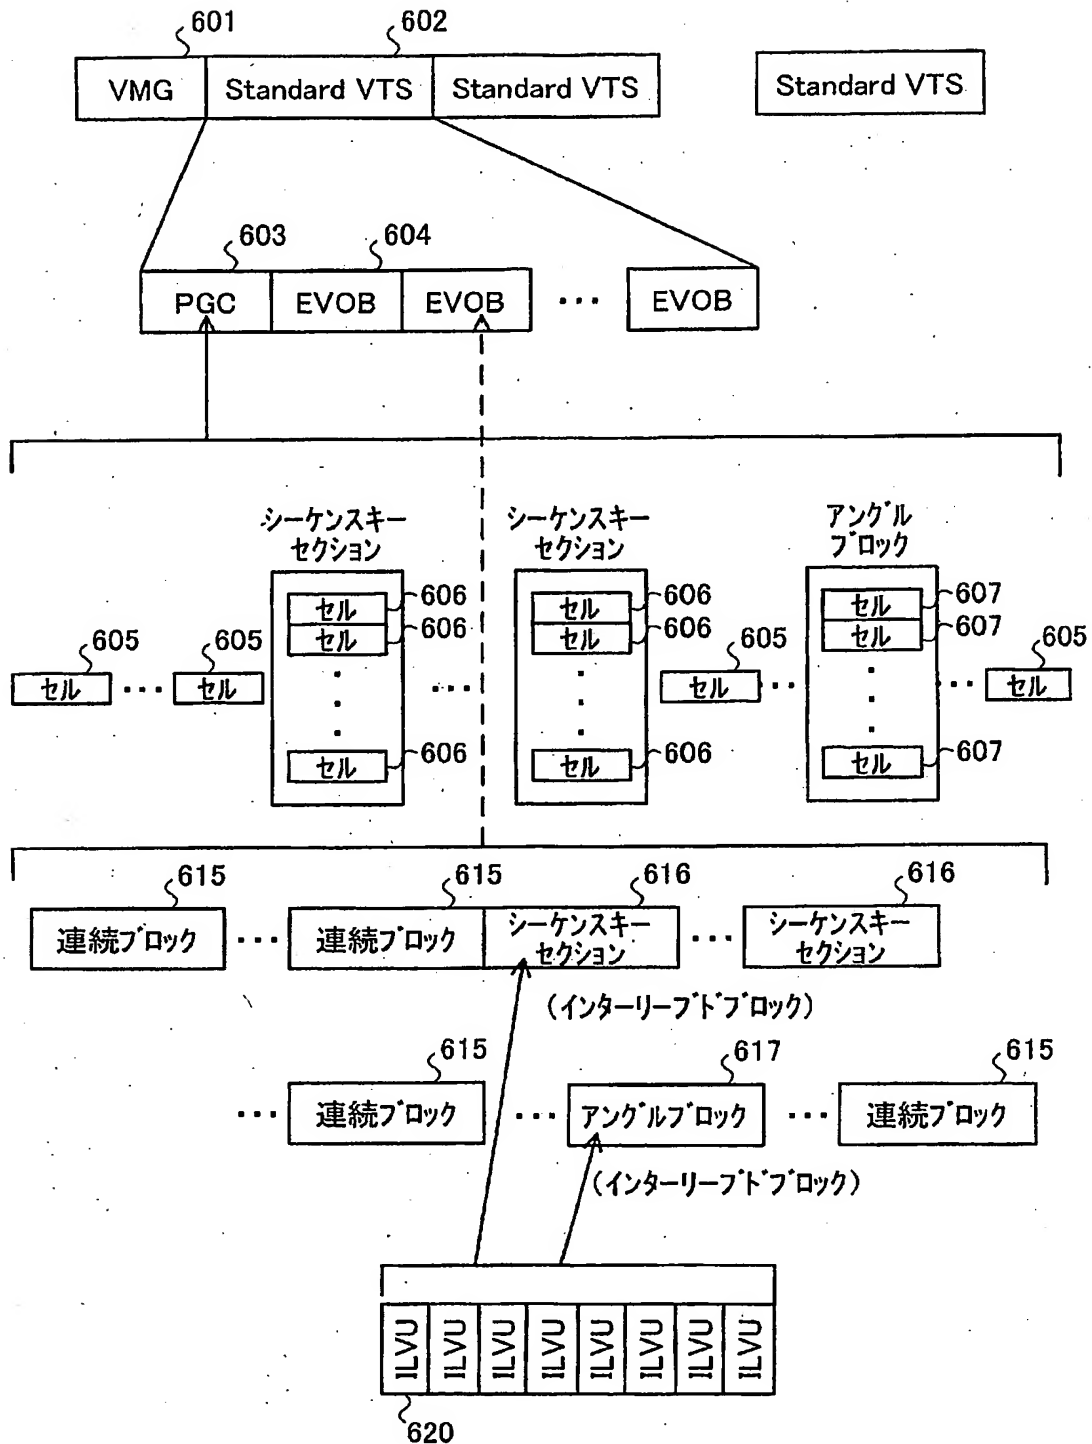 601
602
VMG
Standard VTS
Standard VTS
Standard VTS
603
604
PGC
EVOB
EVOB
...
EVOB
シーケンスキー
セクション
シーケンスキー
セクション
アングル
ブロック
セル
606
セル
606
セル
606
セル
606
セル
606
セル
606
セル
607
セル
607
セル
607
605
セル
...
605
セル
...
605
セル
...
...
605
セル
615
連続ブロック
...
615
連続ブロック
616
シーケンスキー
セクション
...
616
シーケンスキー
セクション
(インターリーブドブロック)
...
615
連続ブロック
...
617
アングルブロック
...
615
連続ブロック
(インターリーブドブロック)
ILVU
ILVU
ILVU
ILVU
ILVU
ILVU
ILVU
ILVU
620